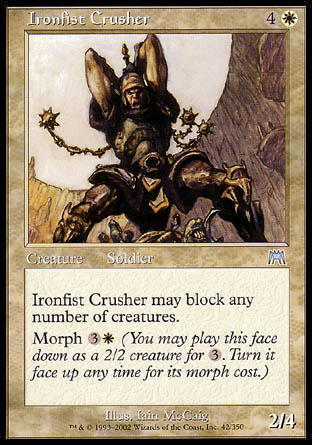 Ironfist Crusher 4
Creature Soldier
Ironfist Crusher may block any
number of creatures.
Morph 3 (You may play this face
down as a 2/2 creature for 3. Turn it
face up any time for its morph cost.)
Illus. Iain McCaig
™ & © 1993–2002 Wizards of the Coast, Inc. 42/350
2/4